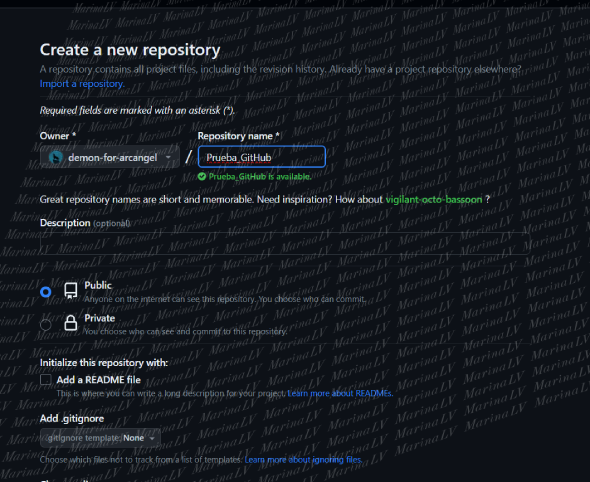 Create a new repository
A repository contains all project files, including the revision history. Already have a project repository elsewhere?
Import a repository.
Required fields are marked with an asterisk (*).
Owner *
Repository name *
demon-for-arcangel
/
Prueba_GitHub
Prueba_GitHub is available.
Great repository names are short and memorable. Need inspiration? How about vigilant-octo-bassoon ?
Description (optional)
Public
Anyone on the internet can see this repository. You choose who can commit.
Private
You choose who can see and commit to this repository.
Initialize this repository with:
Add a README file
This is where you can write a long description for your project. Learn more about READMEs.
Add .gitignore
.gitignore template: None
Choose which files not to track from a list of templates. Learn more about ignoring files.
MarinaLV